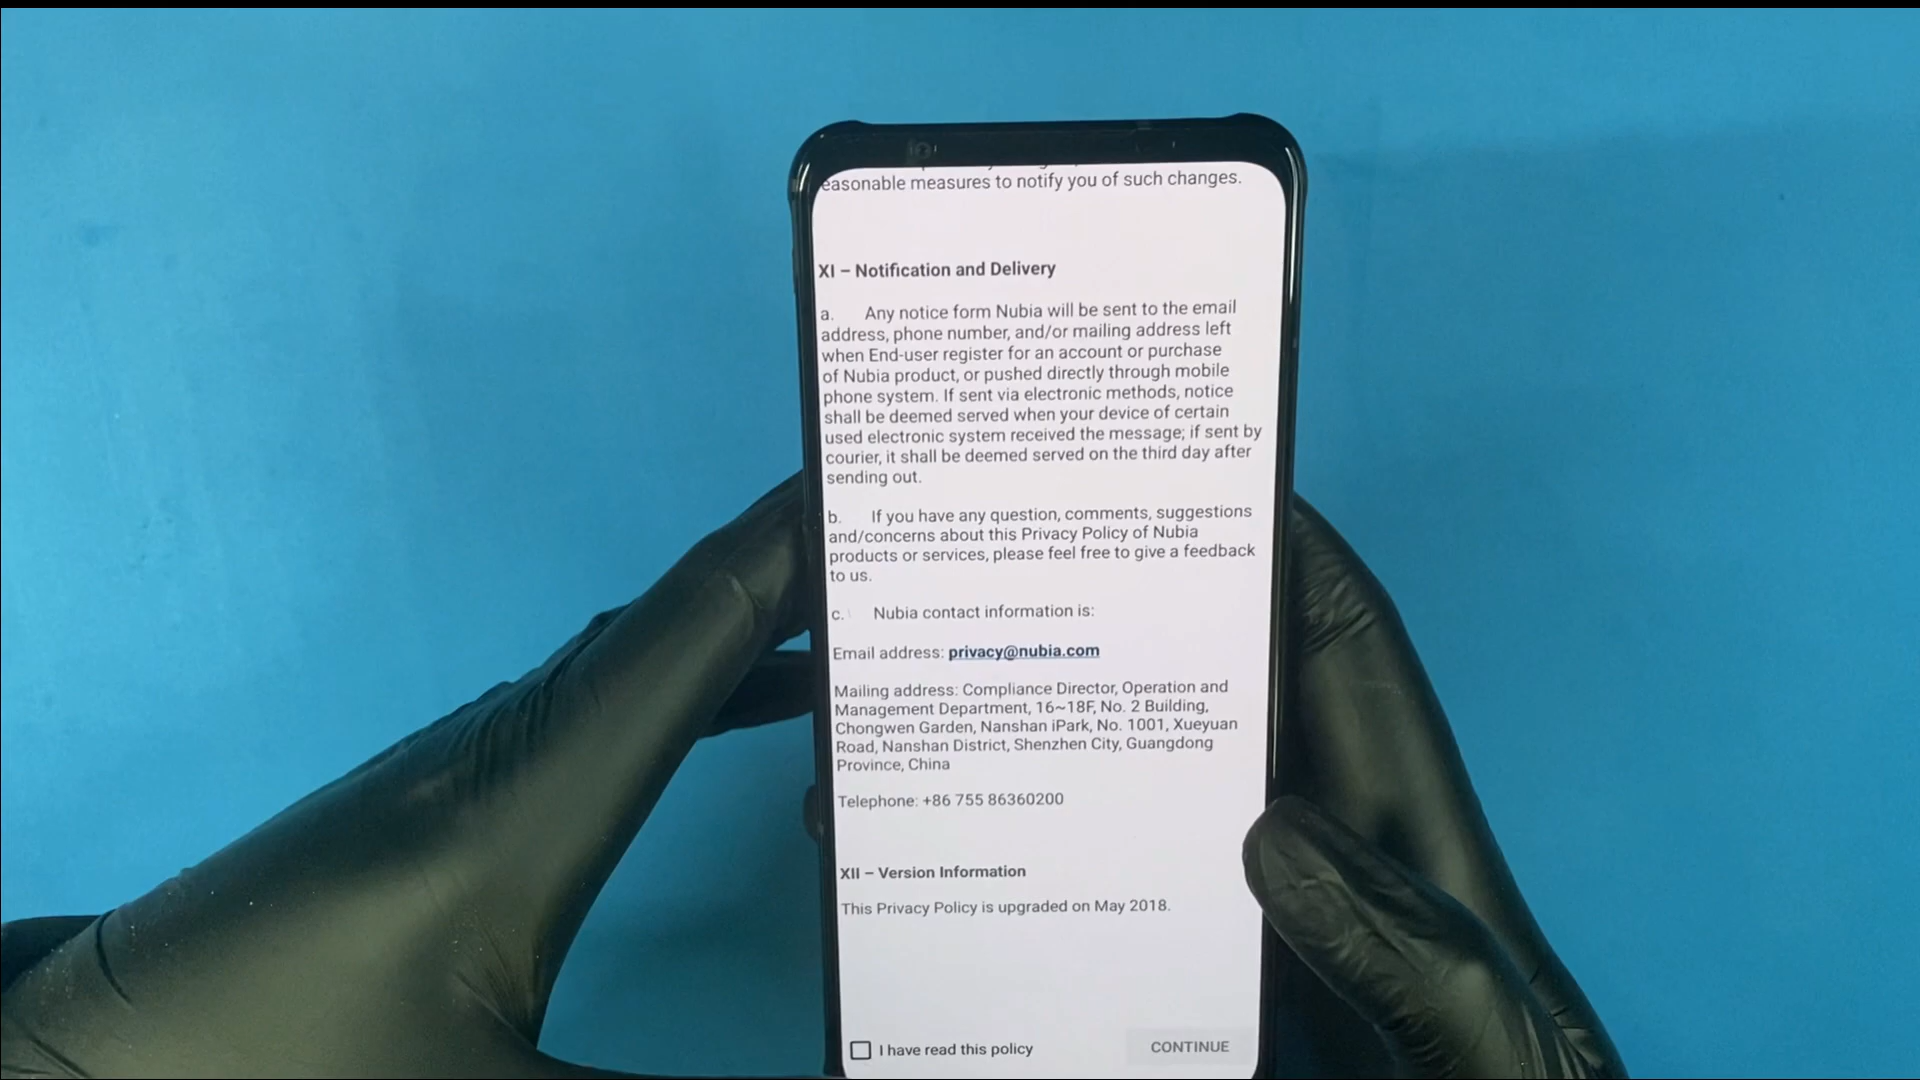 easonable measures to notify you of such changes.
XI – Notification and Delivery
a. Any notice form Nubia will be sent to the email
address, phone number, and/or mailing address left
when End-user register for an account or purchase
of Nubia product, or pushed directly through mobile
phone system. If sent via electronic methods, notice
shall be deemed served when your device of certain
used electronic system received the message; if sent by
courier, it shall be deemed served on the third day after
sending out.
b. If you have any question, comments, suggestions
and/concerns about this Privacy Policy of Nubia
products or services, please feel free to give a feedback
to us.
c. Nubia contact information is:
Email address: privacy@nubia.com
Mailing address: Compliance Director, Operation and
Management Department, 16~18F, No. 2 Building,
Chongwen Garden, Nanshan iPark, No. 1001, Xueyuan
Road, Nanshan District, Shenzhen City, Guangdong
Province, China
Telephone: +86 755 86360200
XII – Version Information
This Privacy Policy is upgraded on May 2018.
I have read this policy
CONTINUE